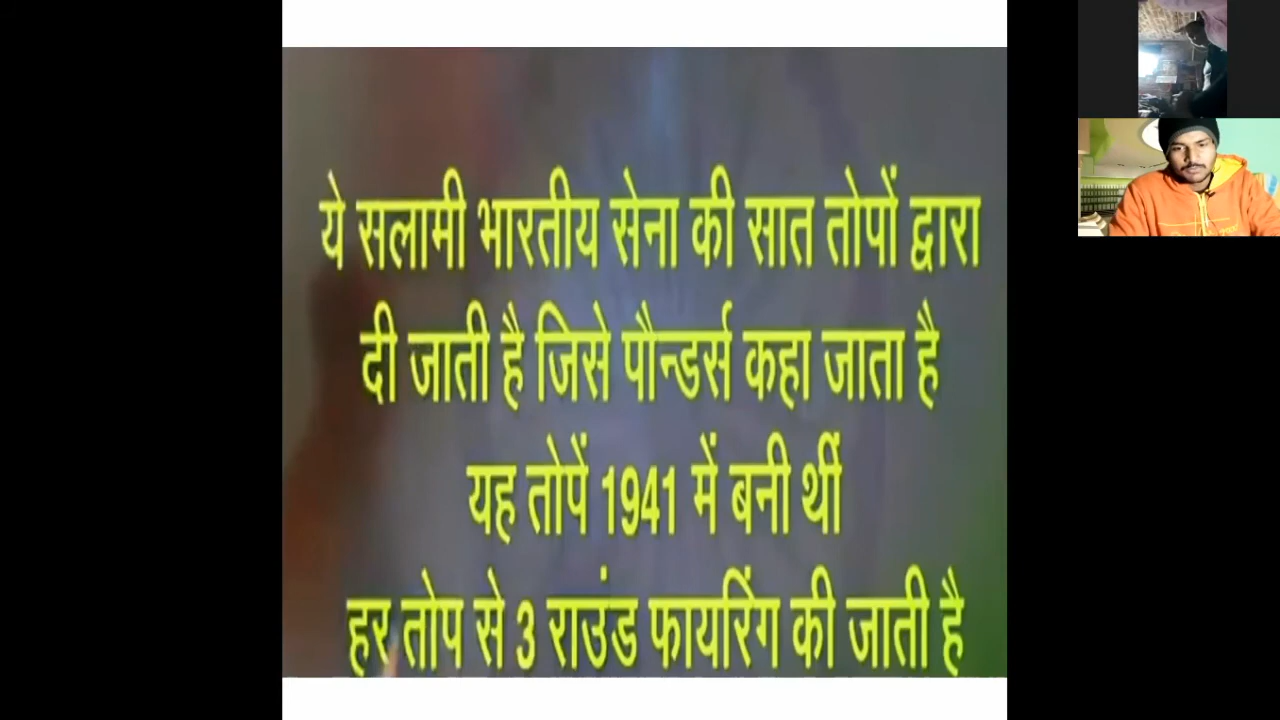 ये सलामी भारतीय सेना की सात तोपों द्वारा
दी जाती है जिसे पौन्डर्स कहा जाता है
यह तोपें 1941 में बनी थीं
हर तोप से 3 राउंड फायरिंग की जाती है